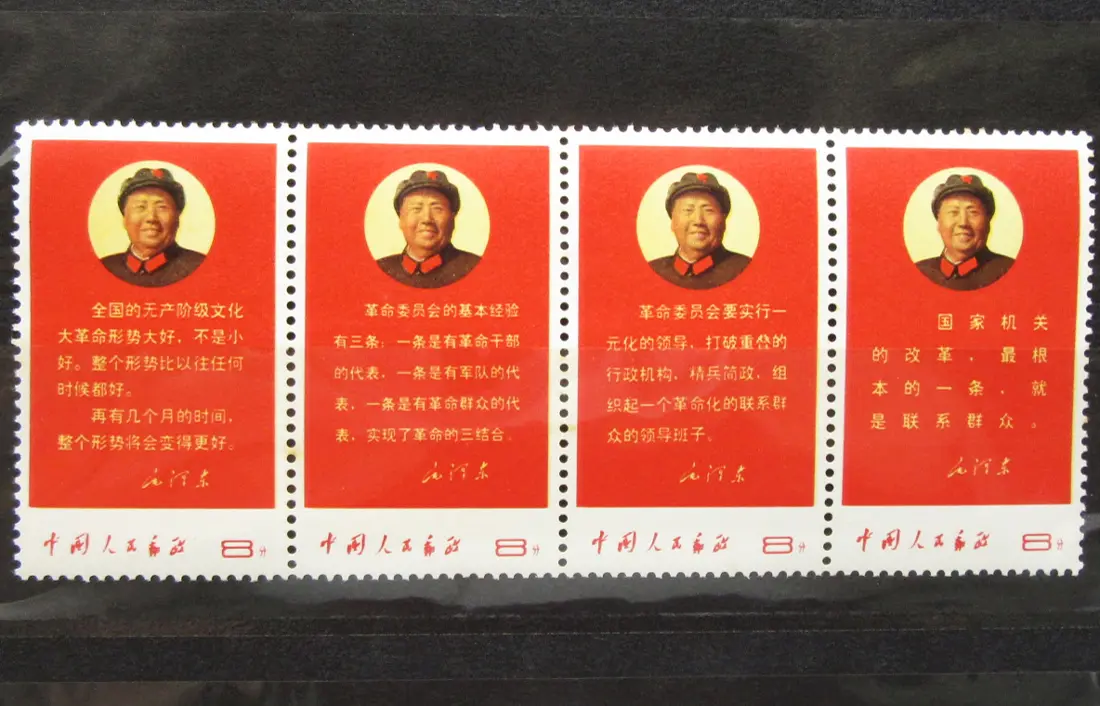 全国的无产阶级文化
大革命形势大好，不是小
好。整个形势比以往任何
时候都好。
再有几个月的时间，
整个形势将会变得更好。
毛泽东
中国人民邮政 8分
革命委员会的基本经验
有三条：一条是有革命干部
的代表，一条是有军队的代
表，一条是有革命群众的代
表，实现了革命的三结合。
毛泽东
中国人民邮政 8分
革命委员会要实行一
元化的领导，打破重叠的
行政机构，精兵简政，组
织起一个革命化的联系群
众的领导班子。
毛泽东
中国人民邮政 8分
国家机关
的改革，最根
本的一条，就
是联系群众。
毛泽东
中国人民邮政 8分